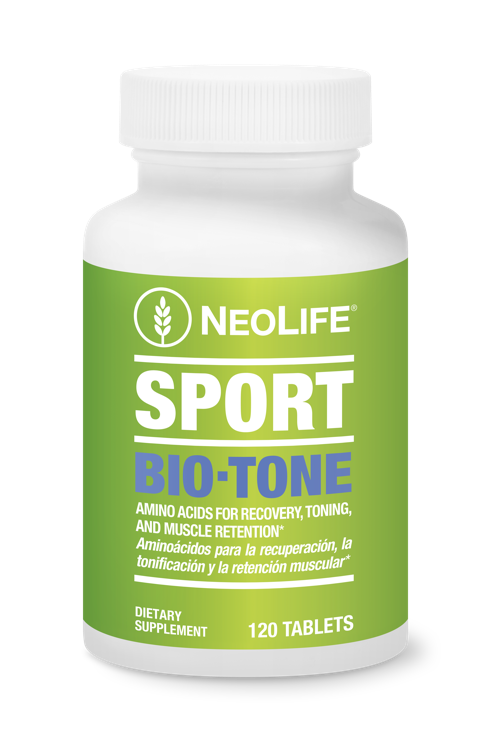 NEOLIFE®
SPORT
BIO-TONE
AMINO ACIDS FOR RECOVERY, TONING,
AND MUSCLE RETENTION*
Aminoácidos para la recuperación, la
tonificación y la retención muscular*
DIETARY
SUPPLEMENT
120 TABLETS